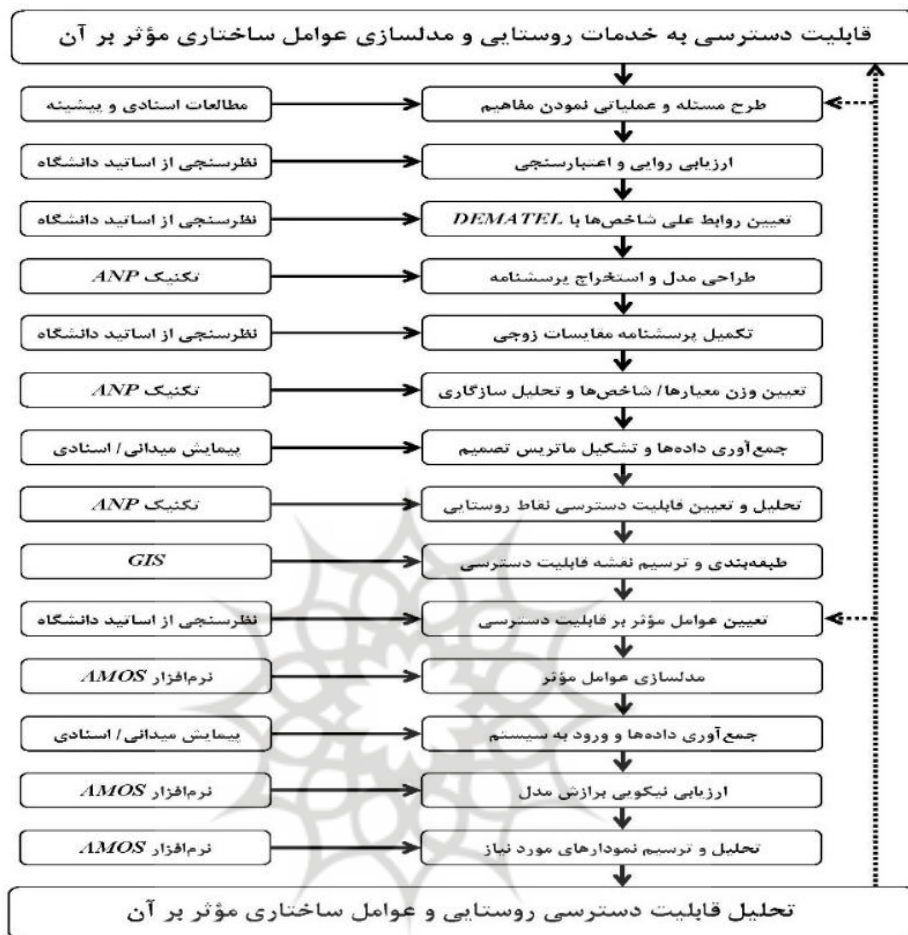 قابلیت دسترسی به خدمات روستایی و مدلسازی عوامل ساختاری مؤثر بر آن
طرح مسئله و عملیاتی نمودن مفاهیم
مطالعات اسنادی و پیشینه
ارزیابی روایی و اعتبارسنجی
نظرسنجی از اساتید دانشگاه
تعیین روابط علی شاخص‌ها با DEMATEL
نظرسنجی از اساتید دانشگاه
طراحی مدل و استخراج پرسشنامه
تکنیک ANP
تکمیل پرسشنامه مقایسات زوجی
نظرسنجی از اساتید دانشگاه
تعیین وزن معیارها/ شاخص‌ها و تحلیل سازگاری
تکنیک ANP
جمع‌آوری داده‌ها و تشکیل ماتریس تصمیم
پیمایش میدانی/ اسنادی
تحلیل و تعیین قابلیت دسترسی نقاط روستایی
تکنیک ANP
طبقه‌بندی و ترسیم نقشه قابلیت دسترسی
GIS
تعیین عوامل مؤثر بر قابلیت دسترسی
نظرسنجی از اساتید دانشگاه
مدلسازی عوامل مؤثر
نرم‌افزار AMOS
جمع‌آوری داده‌ها و ورود به سیستم
پیمایش میدانی/ اسنادی
ارزیابی نیکویی برازش مدل
نرم‌افزار AMOS
تحلیل و ترسیم نمودارهای مورد نیاز
نرم‌افزار AMOS
تحلیل قابلیت دسترسی روستایی و عوامل ساختاری مؤثر بر آن